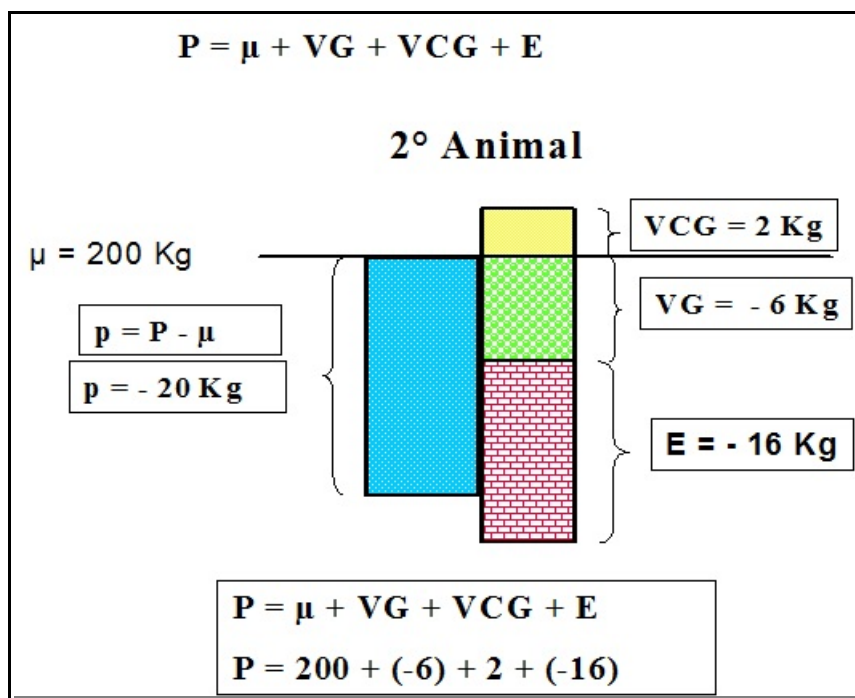 P = µ + VG + VCG + E
2° Animal
VCG = 2 Kg
µ = 200 Kg
VG = - 6 Kg
p = P - µ
p = - 20 Kg
E = - 16 Kg
P = µ + VG + VCG + E
P = 200 + (-6) + 2 + (-16)